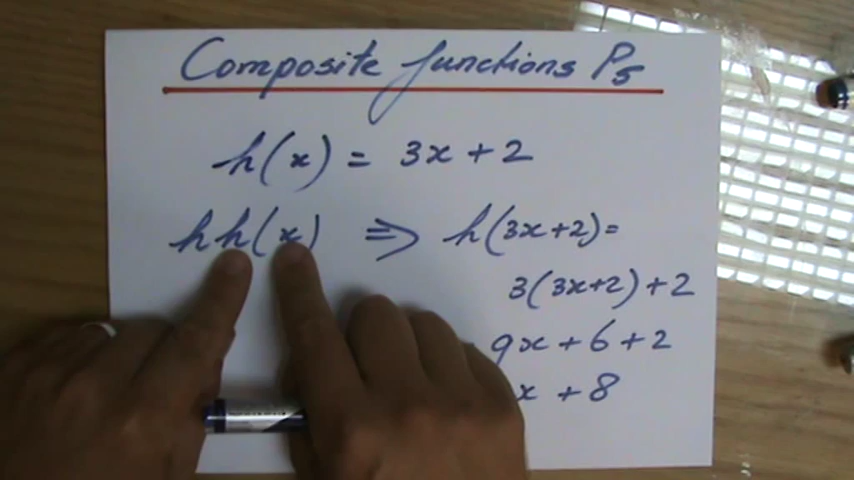 Composite functions P5
h(x) = 3x + 2
hh(x) ⇒ h(3x+2) =
3(3x+2) + 2
9x + 6 + 2
x + 8